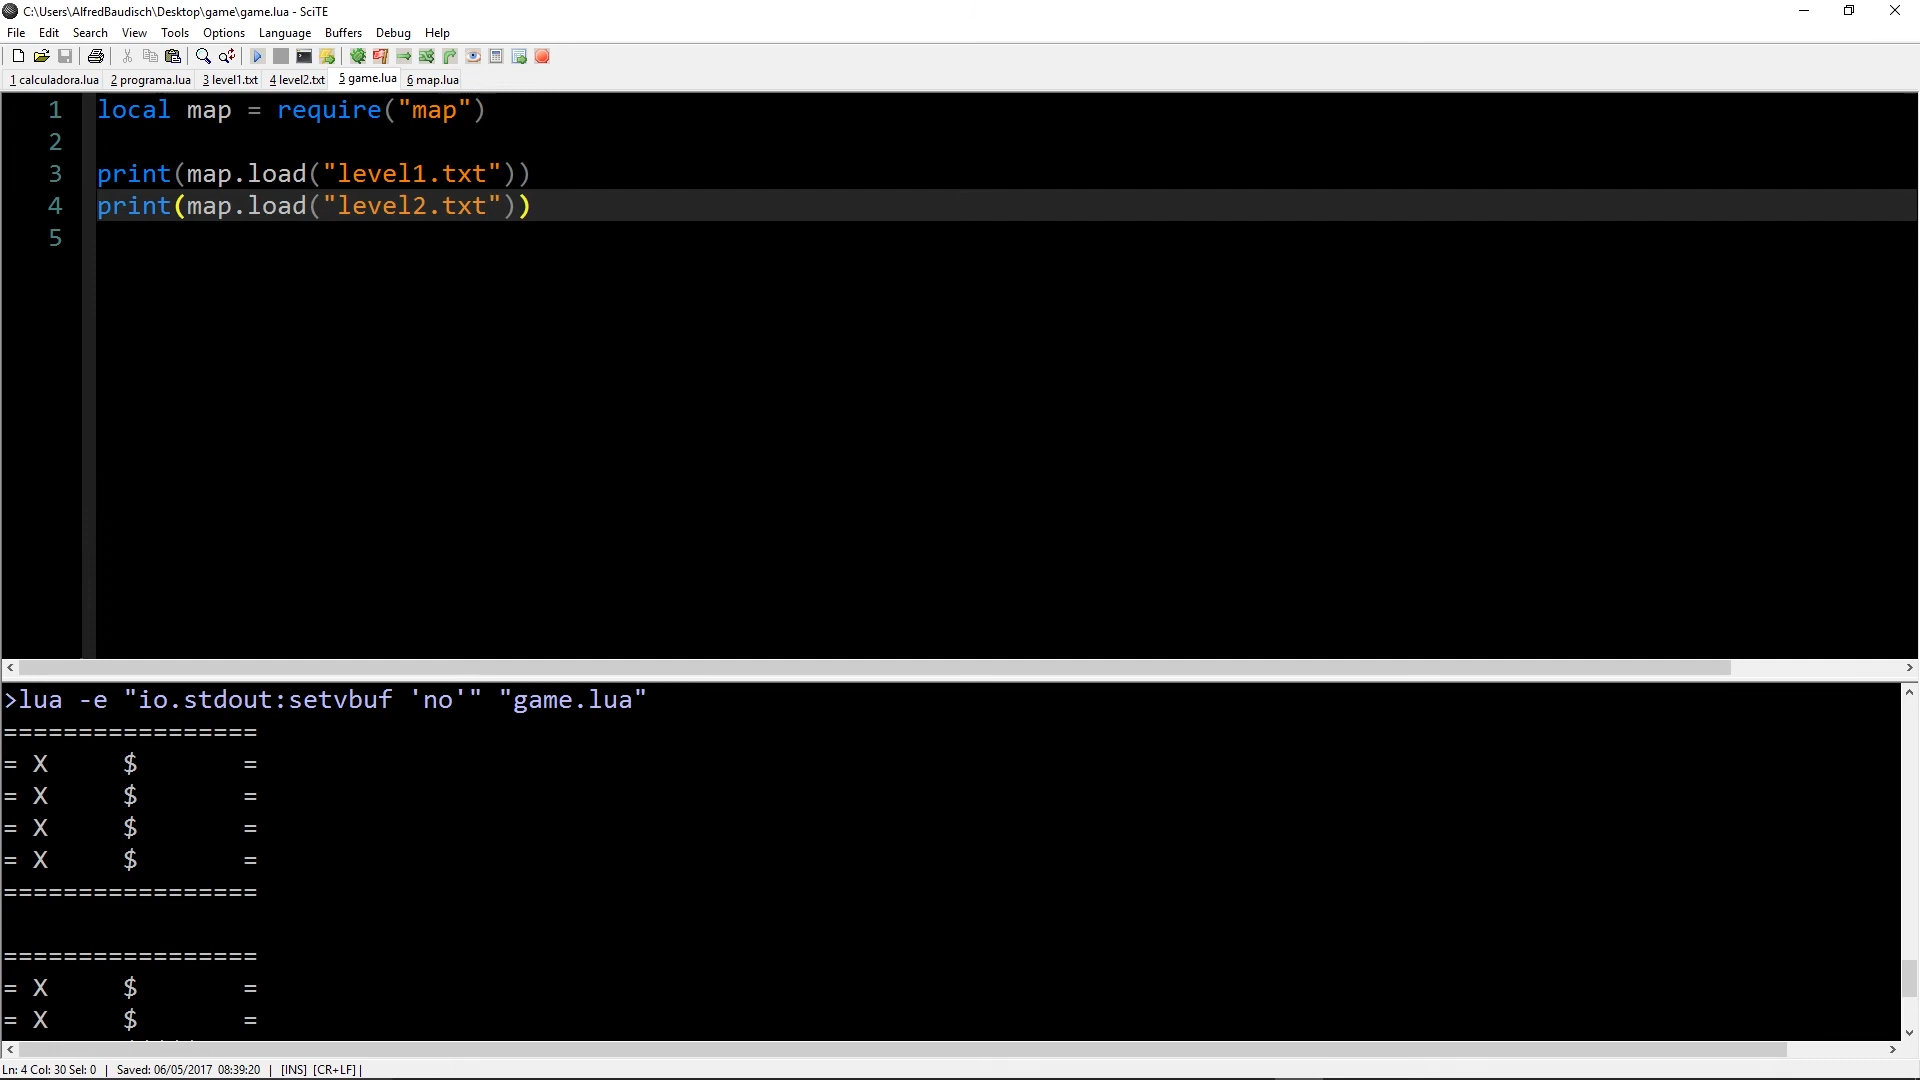 C:\Users\AlfredBaudisch\Desktop\game\game.lua - SciTE
File Edit Search View Tools Options Language Buffers Debug Help
1 calculadora.lua 2 programa.lua 3 level1.txt 4 level2.txt 5 game.lua 6 map.lua
1 local map = require("map")
2
3 print(map.load("level1.txt"))
4 print(map.load("level2.txt"))
5
>lua -e "io.stdout:setvbuf 'no'" "game.lua"
=================
= X     $       =
= X     $       =
= X     $       =
= X     $       =
=================
=================
= X     $       =
= X     $       =
Ln: 4 Col: 30 Sel: 0 | Saved: 06/05/2017 08:39:20 | [INS] [CR+LF] |